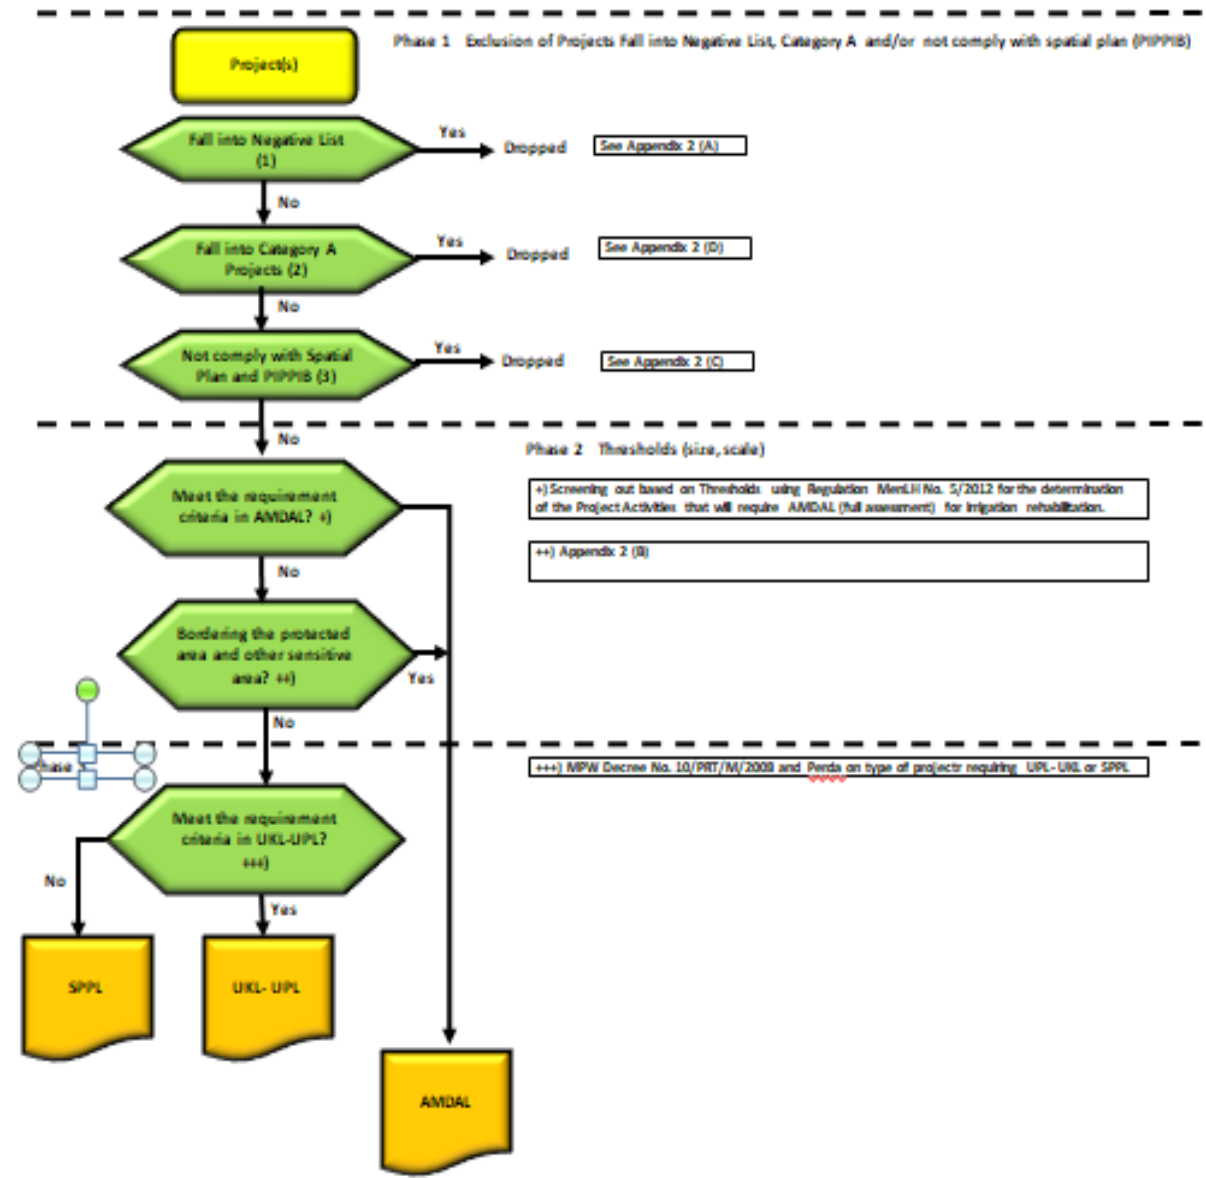 Phase 1 Exclusion of Projects Fall into Negative List, Category A and/or not comply with spatial plan (PIPPIB)
Project(s)
Fall into Negative List
(1)
Yes
Dropped
See Appendix 2 (A)
No
Fall into Category A
Projects (2)
Yes
Dropped
See Appendix 2 (D)
No
Not comply with Spatial
Plan and PIPPIB (3)
Yes
Dropped
See Appendix 2 (C)
No
Phase 2 Thresholds (size, scale)
Meet the requirement
criteria in AMDAL? +)
+) Screening out based on Thresholds using Regulation MenLH No. 5/2012 for the determination
of the Project Activities that will require AMDAL (full assessment) for irrigation rehabilitation.
No
++) Appendix 2 (B)
Bordering the protected
area and other sensitive
area? ++)
Yes
No
Phase
+++) MPW Decree No. 10/PRT/M/2008 and Perda on type of projectr requiring UPL- UKL or SPPL
Meet the requirement
criteria in UKL-UPL?
+++)
No
Yes
SPPL
UKL- UPL
AMDAL